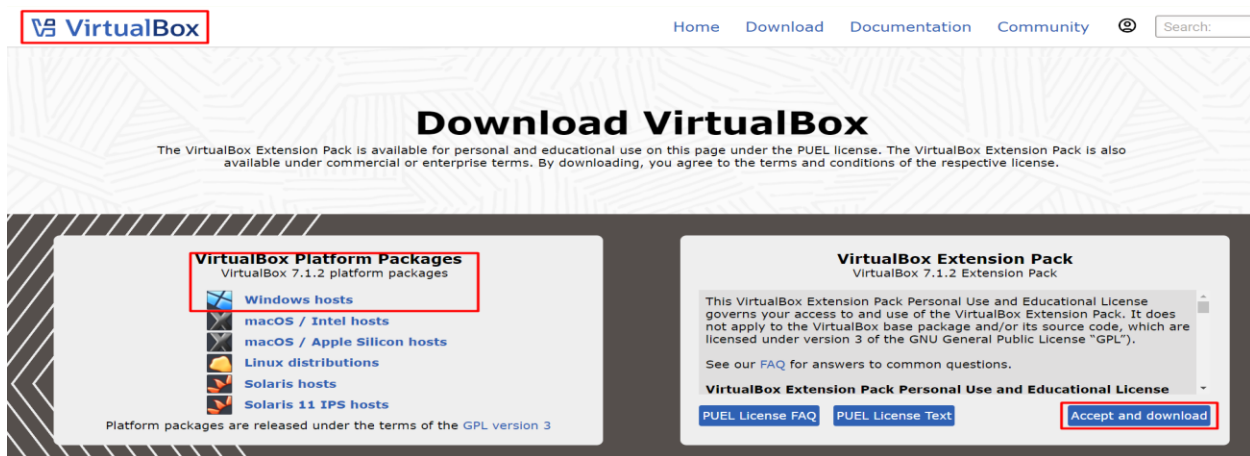 VirtualBox
Home Download Documentation Community Search:
Download VirtualBox
The VirtualBox Extension Pack is available for personal and educational use on this page under the PUEL license. The VirtualBox Extension Pack is also
available under commercial or enterprise terms. By downloading, you agree to the terms and conditions of the respective license.
VirtualBox Platform Packages
VirtualBox 7.1.2 platform packages
Windows hosts
macOS / Intel hosts
macOS / Apple Silicon hosts
Linux distributions
Solaris hosts
Solaris 11 IPS hosts
Platform packages are released under the terms of the GPL version 3
VirtualBox Extension Pack
VirtualBox 7.1.2 Extension Pack
This VirtualBox Extension Pack Personal Use and Educational License
governs your access to and use of the VirtualBox Extension Pack. It does
not apply to the VirtualBox base package and/or its source code, which are
licensed under version 3 of the GNU General Public License “GPL”).
See our FAQ for answers to common questions.
VirtualBox Extension Pack Personal Use and Educational License
PUEL License FAQ PUEL License Text Accept and download